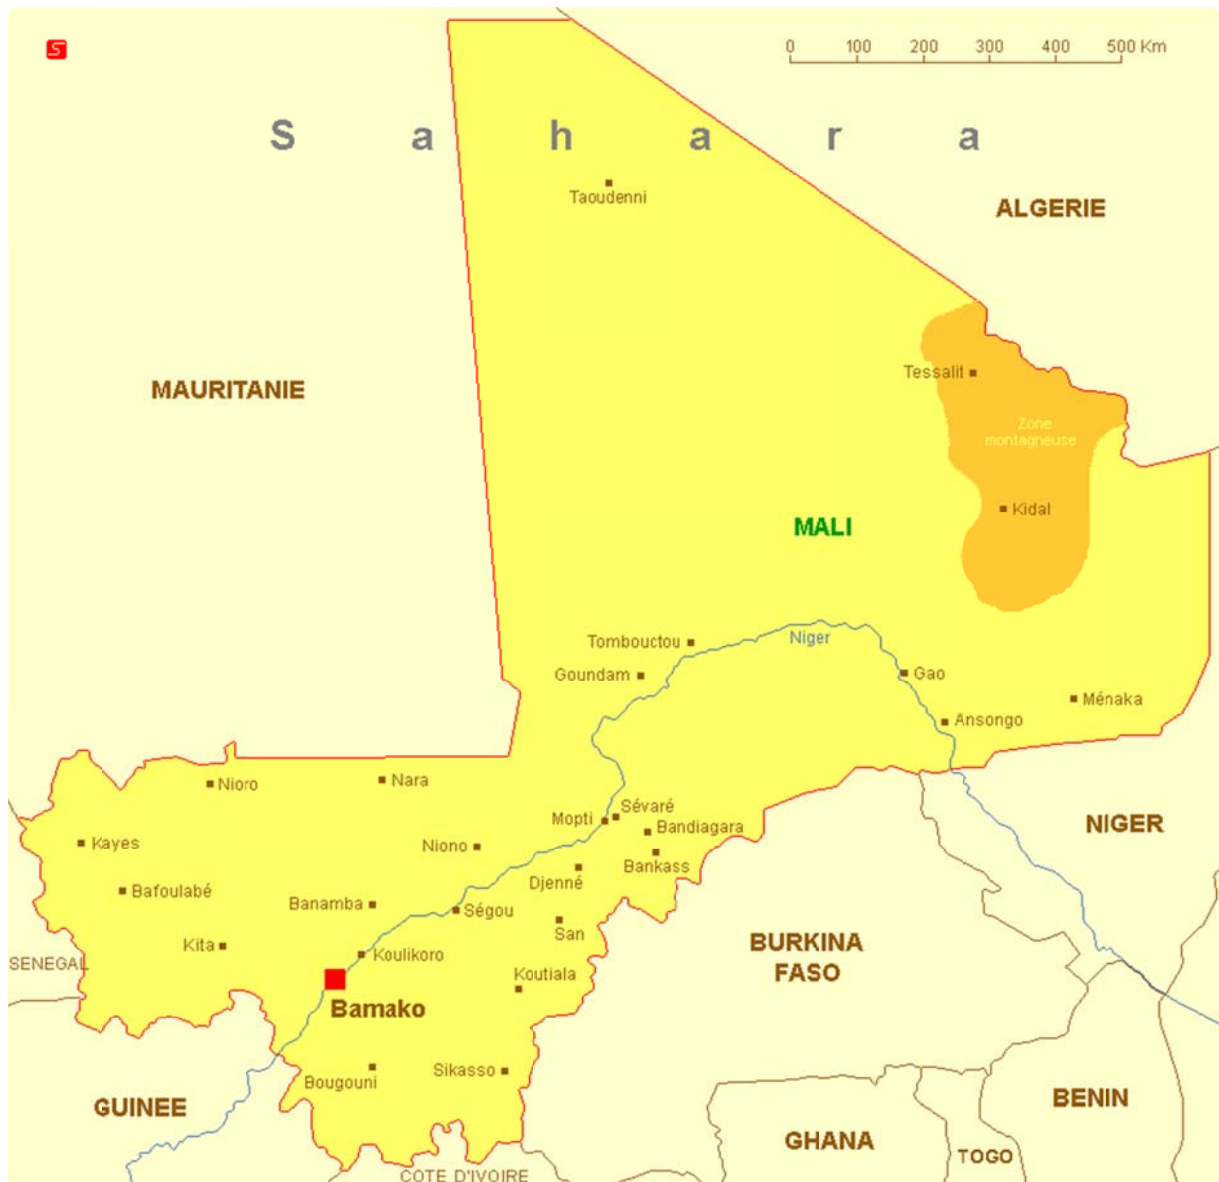 S
0 100 200 300 400 500 Km
S a h a r a
Taoudenni
ALGERIE
MAURITANIE
Tessalit
Zone
montagneuse
Kidal
MALI
Tombouctou
Niger
Goundam
Gao
Ménaka
Ansongo
Nioro
Nara
Mopti
Sévaré
Bandiagara
NIGER
Kayes
Niono
Bankass
Djenné
Bafoulabé
Banamba
Ségou
San
Kita
Koulikoro
BURKINA
FASO
SENEGAL
Koutiala
Bamako
Bougouni
Sikasso
GUINEE
BENIN
GHANA
TOGO
COTE D'IVOIRE